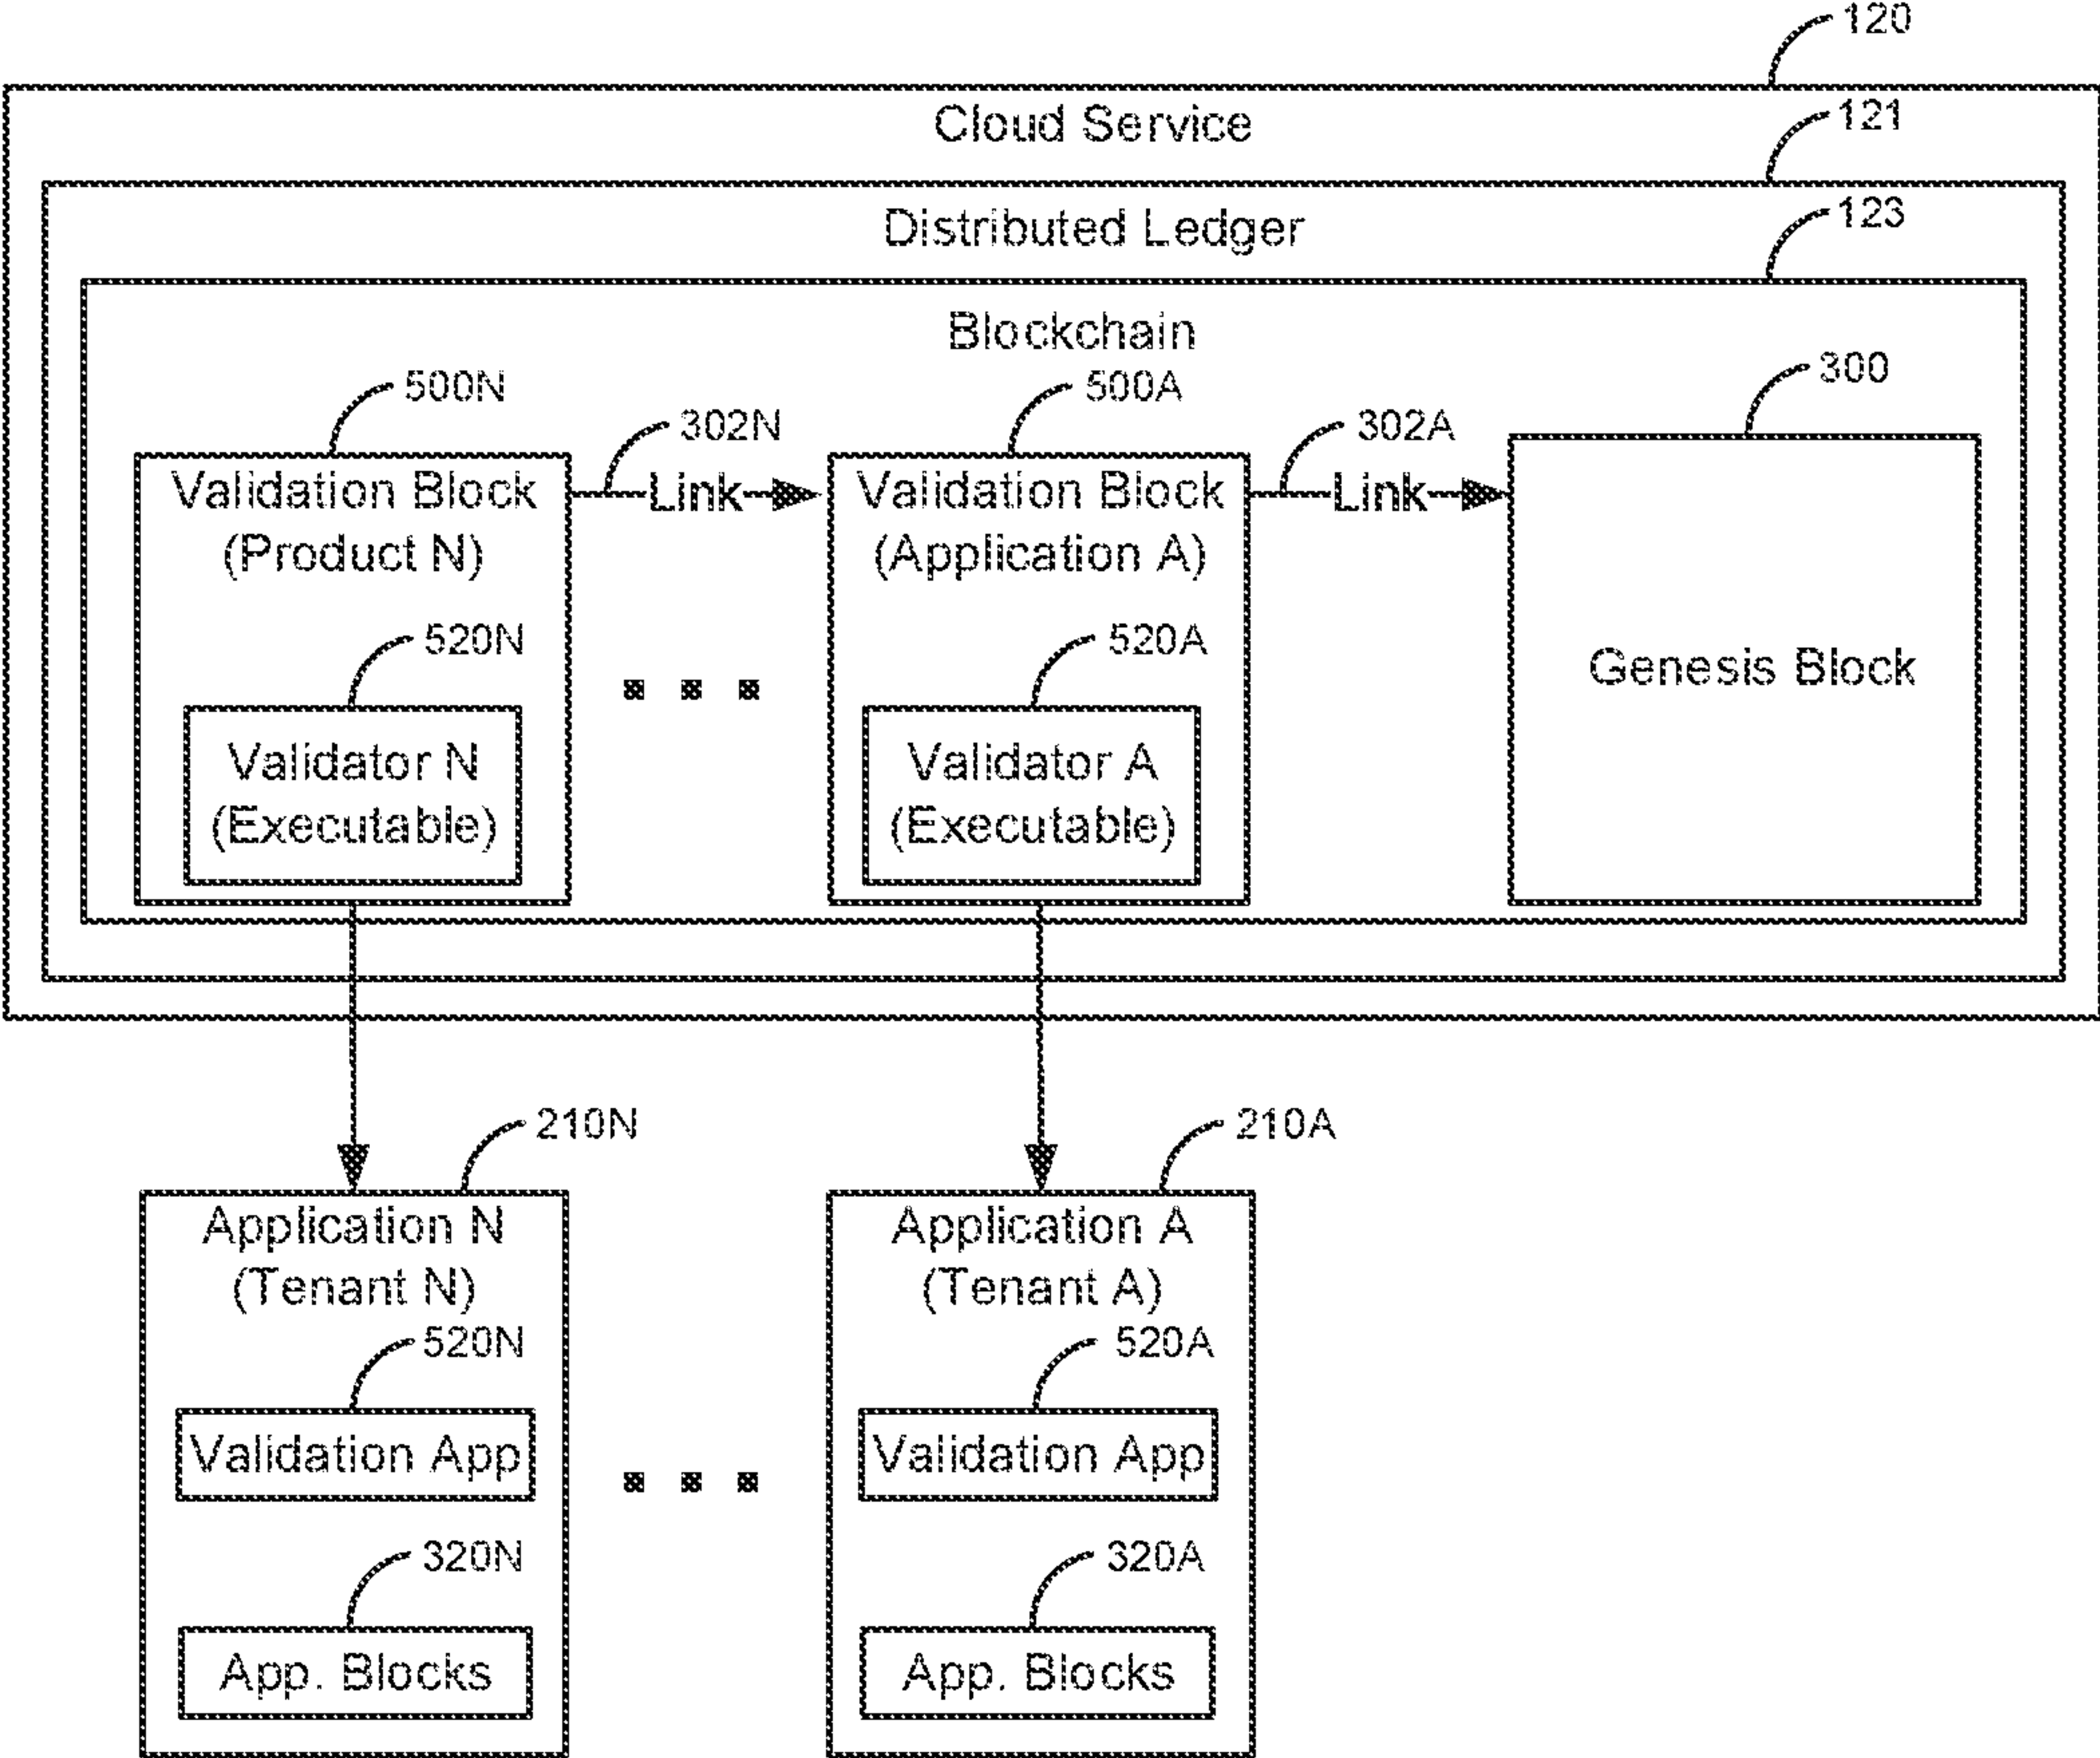 120
Cloud Service
121
Distributed Ledger
123
Blockchain
500N
302N
500A
302A
300
Validation Block
(Product N)
Link
Validation Block
(Application A)
Link
520N
520A
Genesis Block
Validator N
(Executable)
Validator A
(Executable)
210N
210A
Application N
(Tenant N)
Application A
(Tenant A)
520N
520A
Validation App
Validation App
320N
320A
App. Blocks
App. Blocks